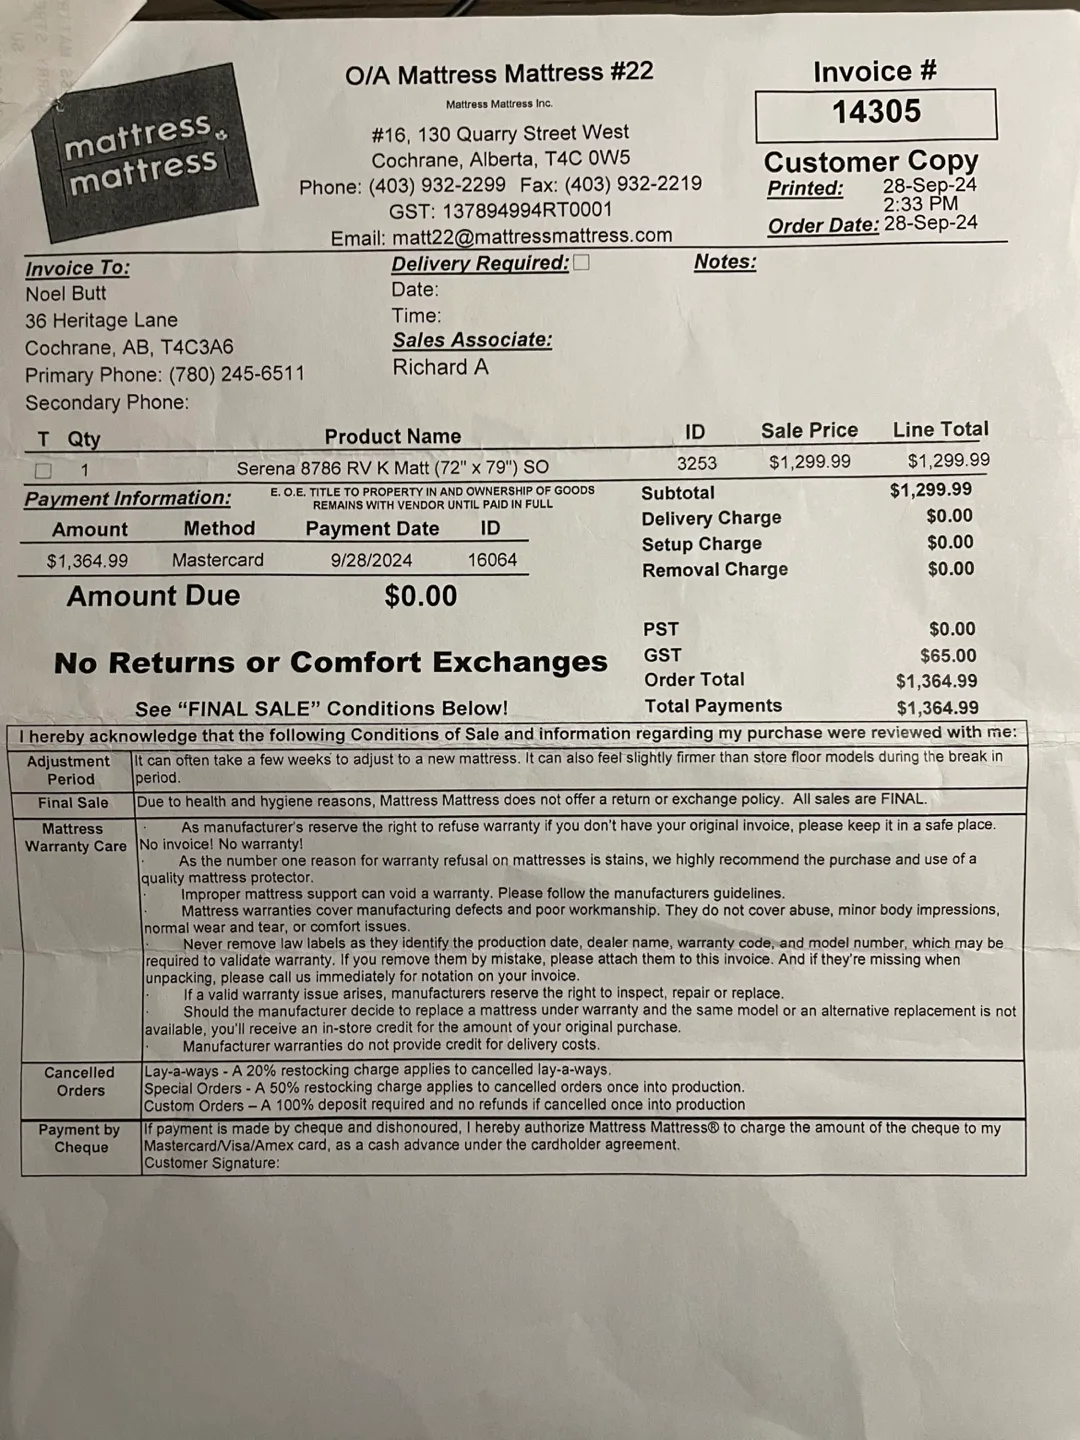 mattress
mattress
O/A Mattress Mattress #22
Mattress Mattress Inc.
#16, 130 Quarry Street West
Cochrane, Alberta, T4C 0W5
Phone: (403) 932-2299 Fax: (403) 932-2219
GST: 137894994RT0001
Email: matt22@mattressmattress.com
Invoice #
14305
Customer Copy
Printed: 28-Sep-24
2:33 PM
Order Date: 28-Sep-24
Invoice To:
Noel Butt
36 Heritage Lane
Cochrane, AB, T4C3A6
Primary Phone: (780) 245-6511
Secondary Phone:
Delivery Required:
Date:
Time:
Sales Associate:
Richard A
Notes:
T Qty Product Name ID Sale Price Line Total
1 Serena 8786 RV K Matt (72" x 79") SO 3253 $1,299.99 $1,299.99
Payment Information:
E. O.E. TITLE TO PROPERTY IN AND OWNERSHIP OF GOODS
REMAINS WITH VENDOR UNTIL PAID IN FULL
Amount Method Payment Date ID
$1,364.99 Mastercard 9/28/2024 16064
Amount Due $0.00
Subtotal $1,299.99
Delivery Charge $0.00
Setup Charge $0.00
Removal Charge $0.00
PST $0.00
GST $65.00
Order Total $1,364.99
Total Payments $1,364.99
No Returns or Comfort Exchanges
See “FINAL SALE” Conditions Below!
I hereby acknowledge that the following Conditions of Sale and information regarding my purchase were reviewed with me:
Adjustment
Period
It can often take a few weeks to adjust to a new mattress. It can also feel slightly firmer than store floor models during the break in
period.
Final Sale
Due to health and hygiene reasons, Mattress Mattress does not offer a return or exchange policy. All sales are FINAL.
Mattress
Warranty Care
· As manufacturer's reserve the right to refuse warranty if you don't have your original invoice, please keep it in a safe place.
No invoice! No warranty!
· As the number one reason for warranty refusal on mattresses is stains, we highly recommend the purchase and use of a
quality mattress protector.
· Improper mattress support can void a warranty. Please follow the manufacturers guidelines.
· Mattress warranties cover manufacturing defects and poor workmanship. They do not cover abuse, minor body impressions,
normal wear and tear, or comfort issues.
· Never remove law labels as they identify the production date, dealer name, warranty code, and model number, which may be
required to validate warranty. If you remove them by mistake, please attach them to this invoice. And if they're missing when
unpacking, please call us immediately for notation on your invoice.
· If a valid warranty issue arises, manufacturers reserve the right to inspect, repair or replace.
· Should the manufacturer decide to replace a mattress under warranty and the same model or an alternative replacement is not
available, you'll receive an in-store credit for the amount of your original purchase.
· Manufacturer warranties do not provide credit for delivery costs.
Cancelled
Orders
Lay-a-ways - A 20% restocking charge applies to cancelled lay-a-ways.
Special Orders - A 50% restocking charge applies to cancelled orders once into production.
Custom Orders – A 100% deposit required and no refunds if cancelled once into production
Payment by
Cheque
If payment is made by cheque and dishonoured, I hereby authorize Mattress Mattress® to charge the amount of the cheque to my
Mastercard/Visa/Amex card, as a cash advance under the cardholder agreement.
Customer Signature: